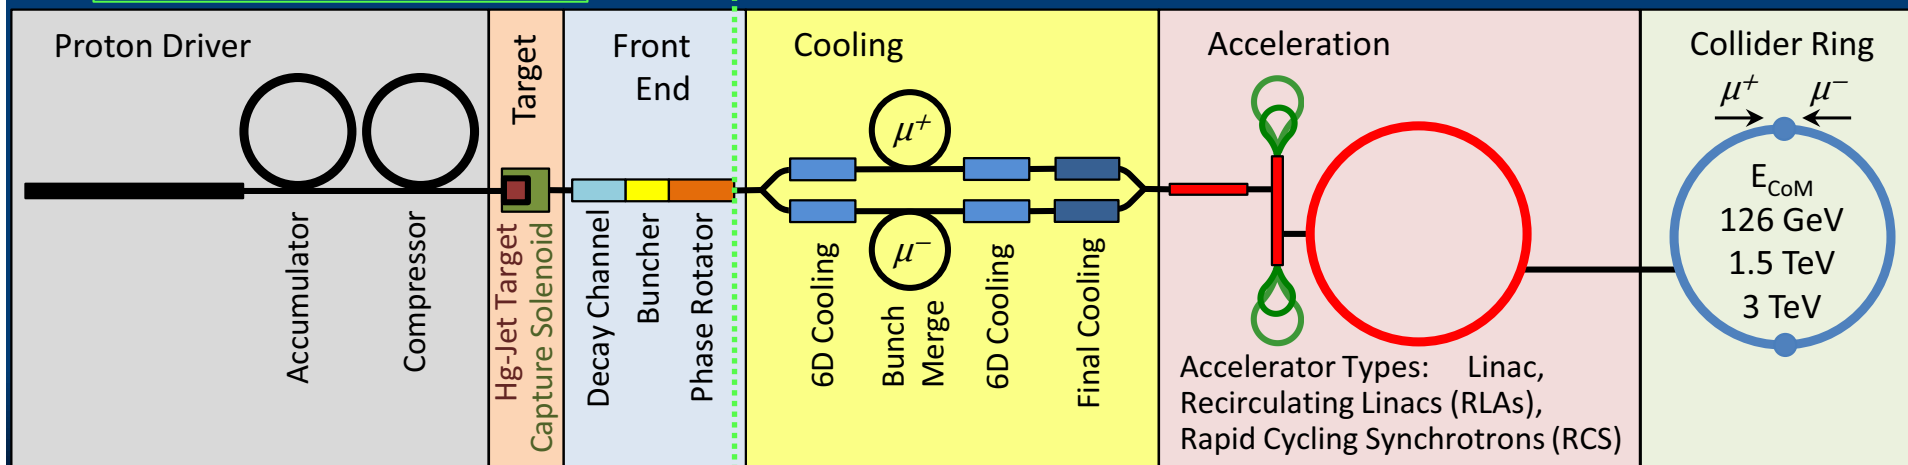 Proton Driver
Accumulator
Compressor
Target
Hg-Jet Target
Capture Solenoid
Front
End
Decay Channel
Buncher
Phase Rotator
Cooling
μ+
μ−
6D Cooling
Bunch
Merge
6D Cooling
Final Cooling
Acceleration
Accelerator Types: Linac,
Recirculating Linacs (RLAs),
Rapid Cycling Synchrotrons (RCS)
Collider Ring
μ+ μ−
ECoM
126 GeV
1.5 TeV
3 TeV